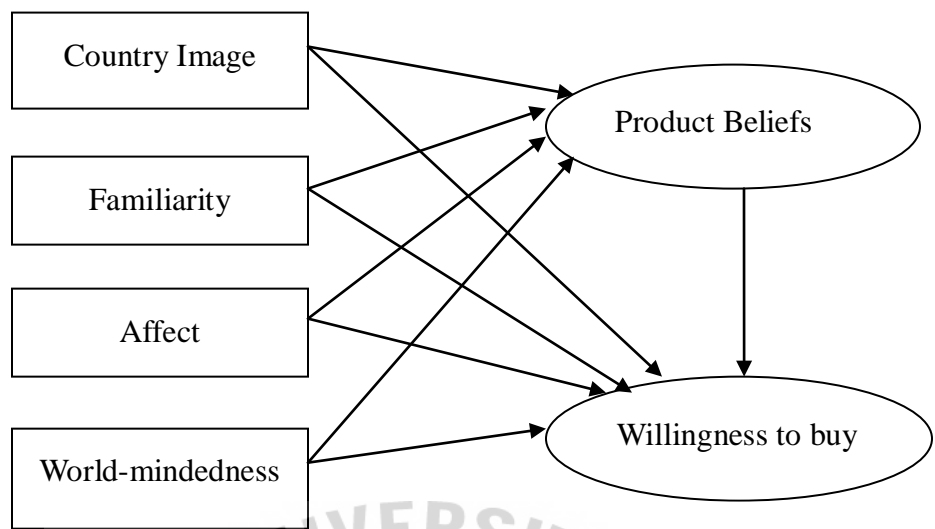 Country Image
Product Beliefs
Familiarity
Affect
Willingness to buy
World-mindedness